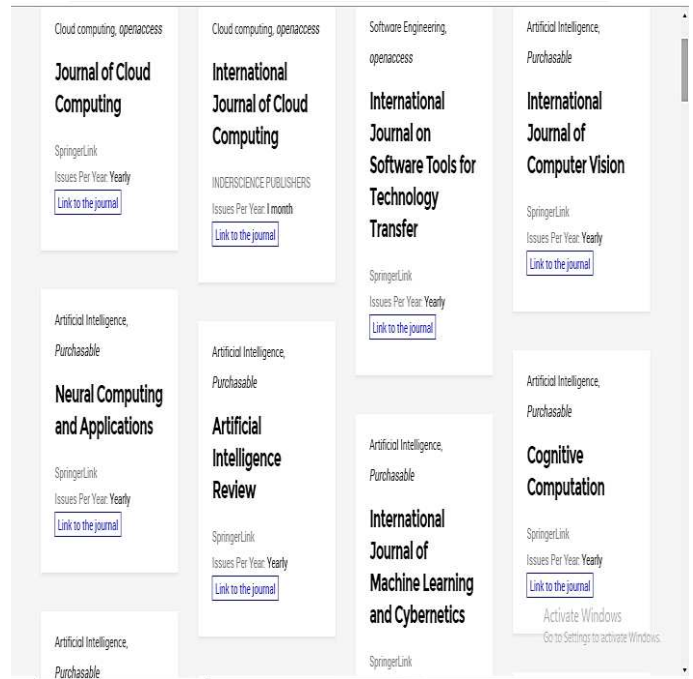 Cloud computing, openaccess
Journal of Cloud
Computing
SpringerLink
Issues Per Year: Yearly
Link to the journal
Artificial Intelligence,
Purchasable
Neural Computing
and Applications
SpringerLink
Issues Per Year: Yearly
Link to the journal
Artificial Intelligence,
Purchasable
Cloud computing, openaccess
International
Journal of Cloud
Computing
INDERSCIENCE PUBLISHERS
Issues Per Year: 1 month
Link to the journal
Artificial Intelligence,
Purchasable
Artificial
Intelligence
Review
SpringerLink
Issues Per Year: Yearly
Link to the journal
Software Engineering,
openaccess
International
Journal on
Software Tools for
Technology
Transfer
SpringerLink
Issues Per Year: Yearly
Link to the journal
Artificial Intelligence,
Purchasable
International
Journal of
Machine Learning
and Cybernetics
SpringerLink
Artificial Intelligence,
Purchasable
International
Journal of
Computer Vision
SpringerLink
Issues Per Year: Yearly
Link to the journal
Artificial Intelligence,
Purchasable
Cognitive
Computation
SpringerLink
Issues Per Year: Yearly
Link to the journal
Activate Windows
Go to Settings to activate Windows.